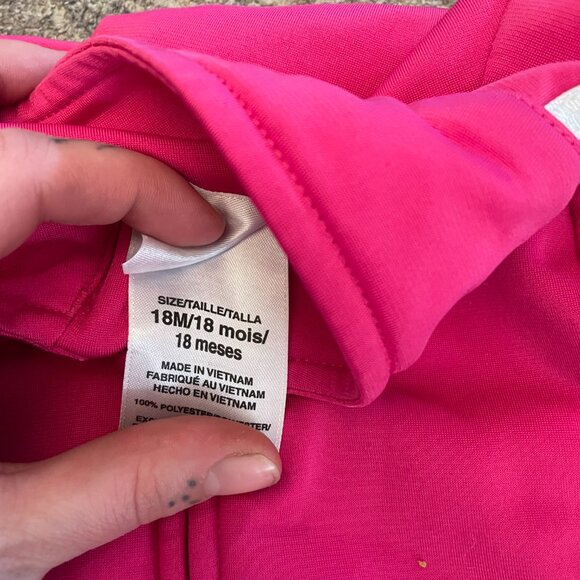 SIZE/TAILLE/TALLA
18M/18 mois/
18 meses
MADE IN VIETNAM
FABRIQUÉ AU VIETNAM
HECHO EN VIETNAM
100% POLYESTER/POLYESTER/